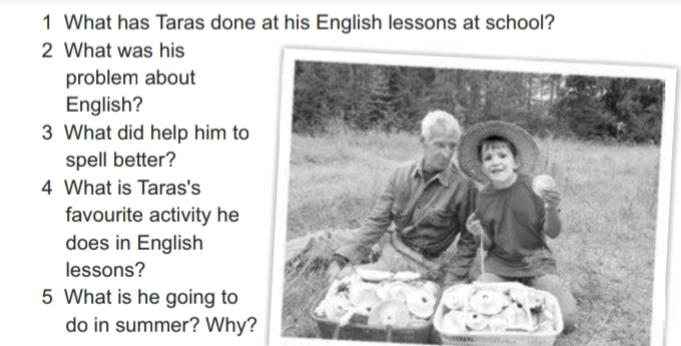 1 What has Taras done at his English lessons at school?
2 What was his
problem about
English?
3 What did help him to
spell better?
4 What is Taras's
favourite activity he
does in English
lessons?
5 What is he going to
do in summer? Why?